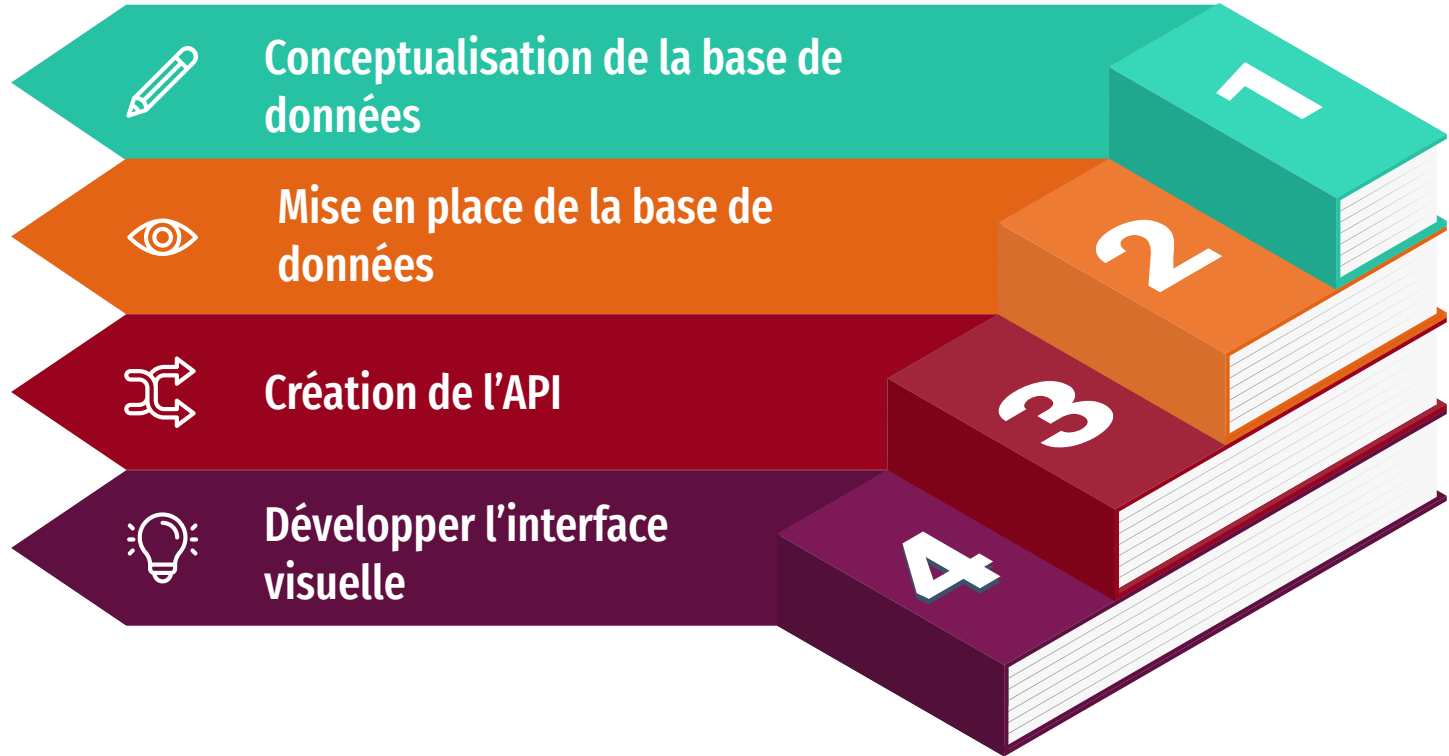 Conceptualisation de la base de
données
1
Mise en place de la base de
données
2
Création de l’API
3
Développer l’interface
visuelle
4